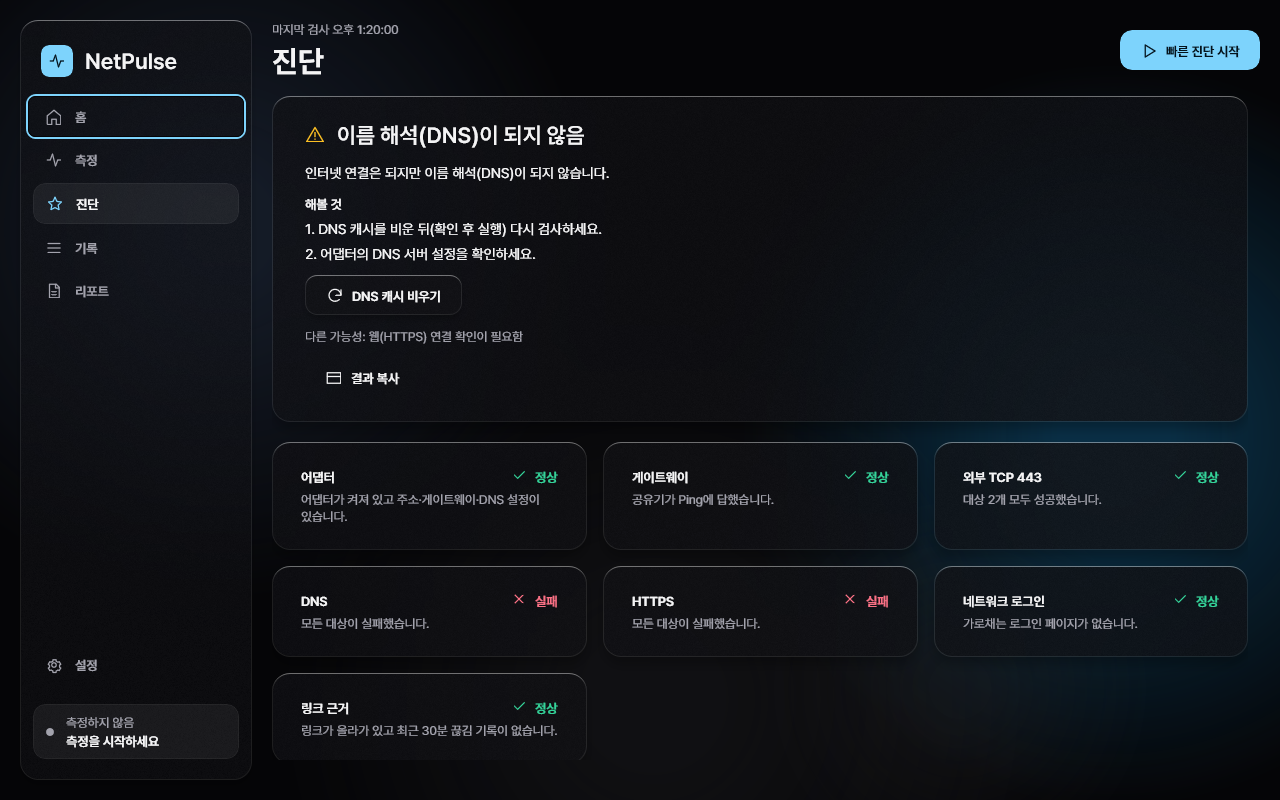 NetPulse
홈
측정
진단
기록
리포트
설정
측정하지 않음
측정을 시작하세요
마지막 검사 오후 1:20:00
진단
빠른 진단 시작
이름 해석(DNS)이 되지 않음
인터넷 연결은 되지만 이름 해석(DNS)이 되지 않습니다.
해볼 것
1. DNS 캐시를 비운 뒤(확인 후 실행) 다시 검사하세요.
2. 어댑터의 DNS 서버 설정을 확인하세요.
DNS 캐시 비우기
다른 가능성: 웹(HTTPS) 연결 확인이 필요함
결과 복사
어댑터
정상
어댑터가 켜져 있고 주소·게이트웨이·DNS 설정이
있습니다.
게이트웨이
정상
공유기가 Ping에 답했습니다.
외부 TCP 443
정상
대상 2개 모두 성공했습니다.
DNS
실패
모든 대상이 실패했습니다.
HTTPS
실패
모든 대상이 실패했습니다.
네트워크 로그인
정상
가로채는 로그인 페이지가 없습니다.
링크 근거
정상
링크가 올라가 있고 최근 30분 끊김 기록이 없습니다.